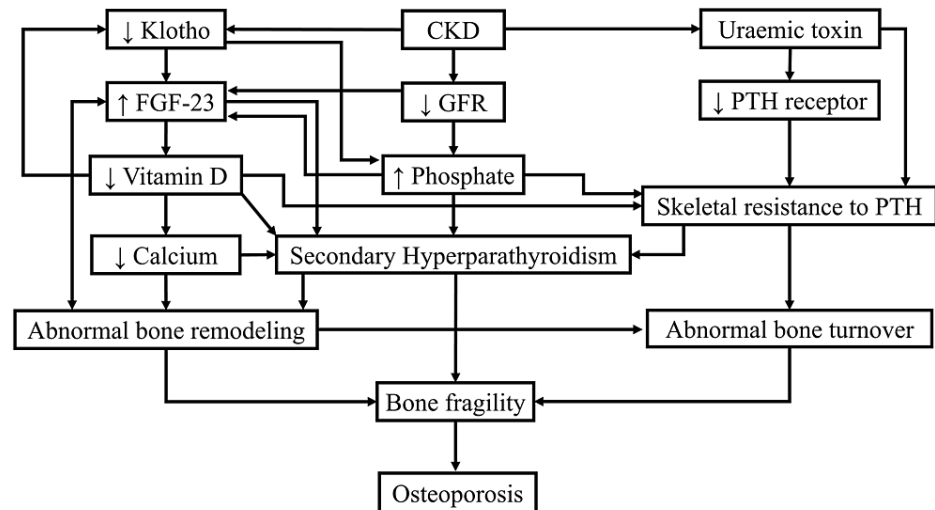 ↓ Klotho
CKD
Uraemic toxin
↑ FGF-23
↓ GFR
↓ PTH receptor
↓ Vitamin D
↑ Phosphate
Skeletal resistance to PTH
↓ Calcium
Secondary Hyperparathyroidism
Abnormal bone remodeling
Abnormal bone turnover
Bone fragility
Osteoporosis